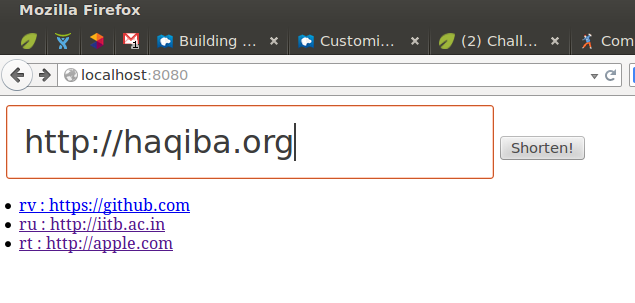 Mozilla Firefox
1
Building ... Customi... (2) Chall... Com
localhost:8080
http://haqiba.org
Shorten!
rv : https://github.com
ru : http://iitb.ac.in
rt : http://apple.com